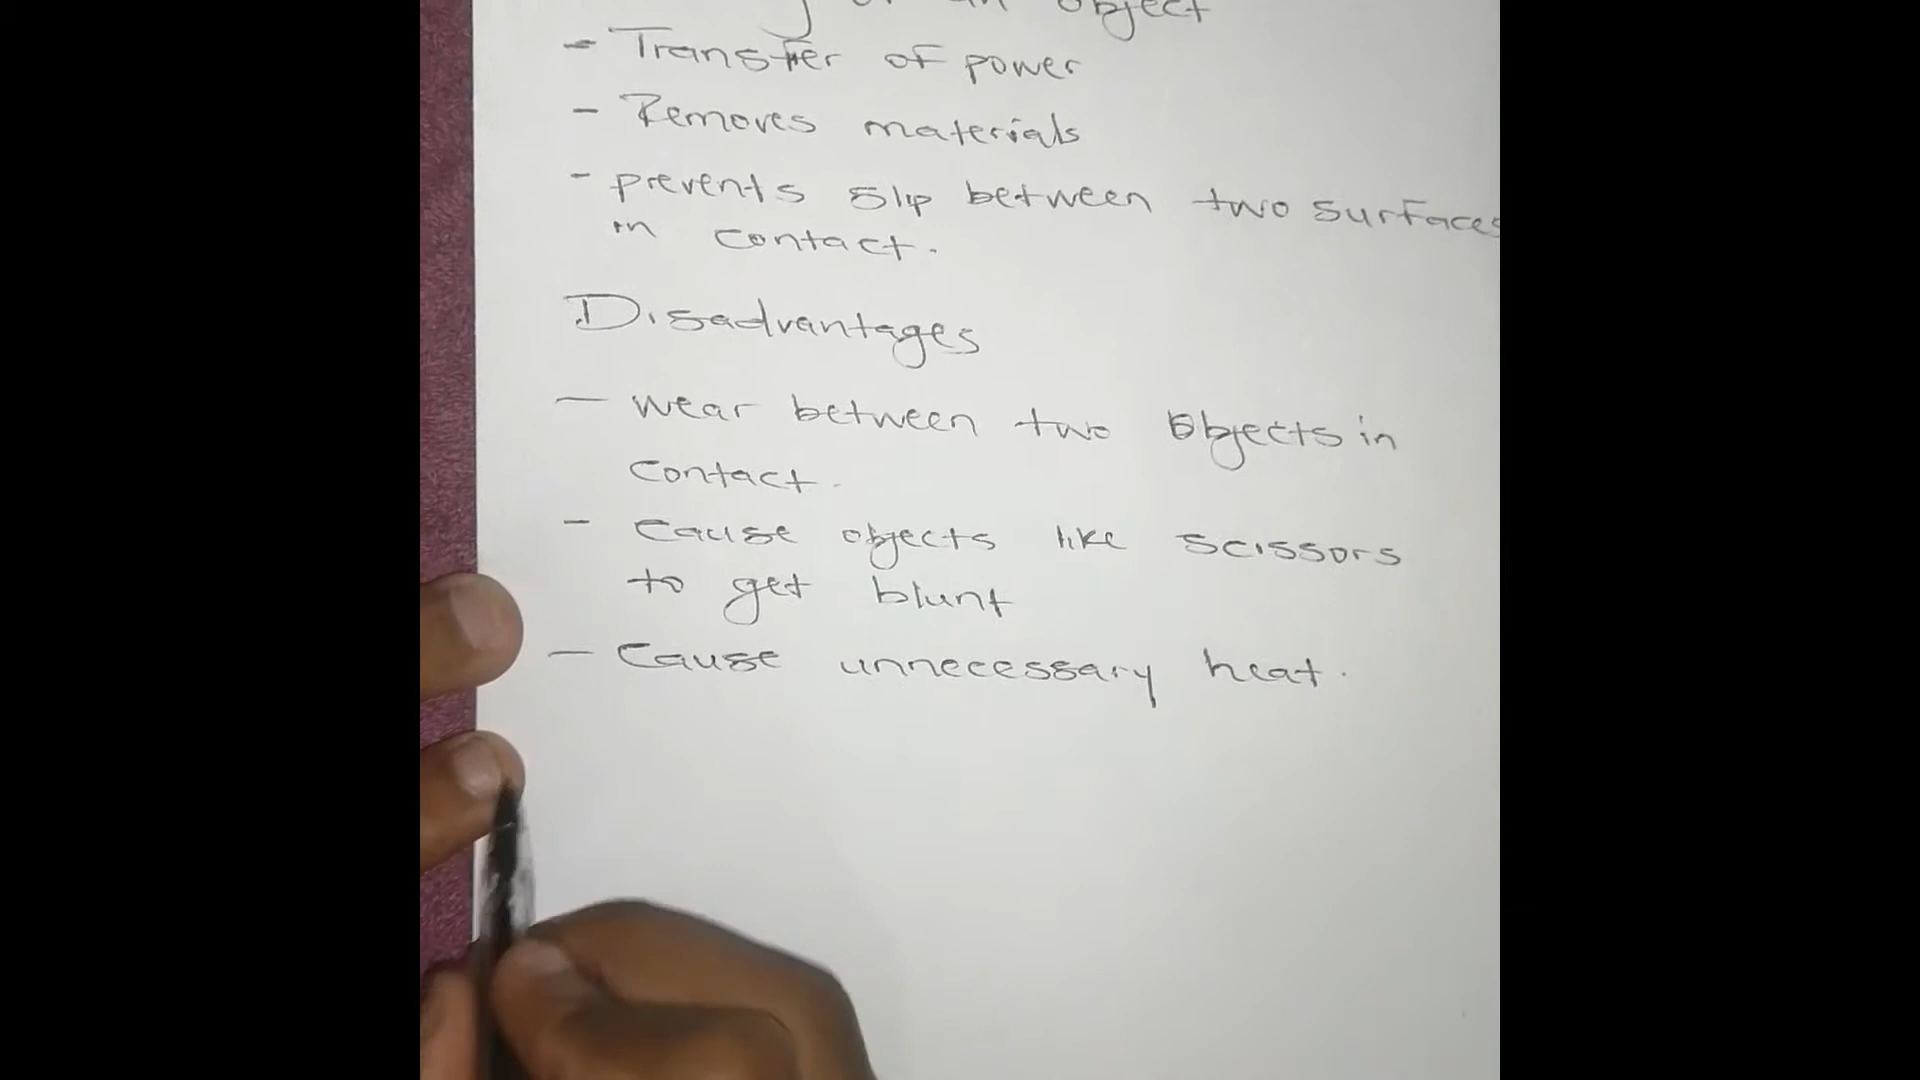 object
- Transfer of power
- Removes materials
- prevents slip between two surfaces
in contact.
Disadvantages
- wear between two objects in
contact.
- Cause objects like scissors
to get blunt
- Cause unnecessary heat.